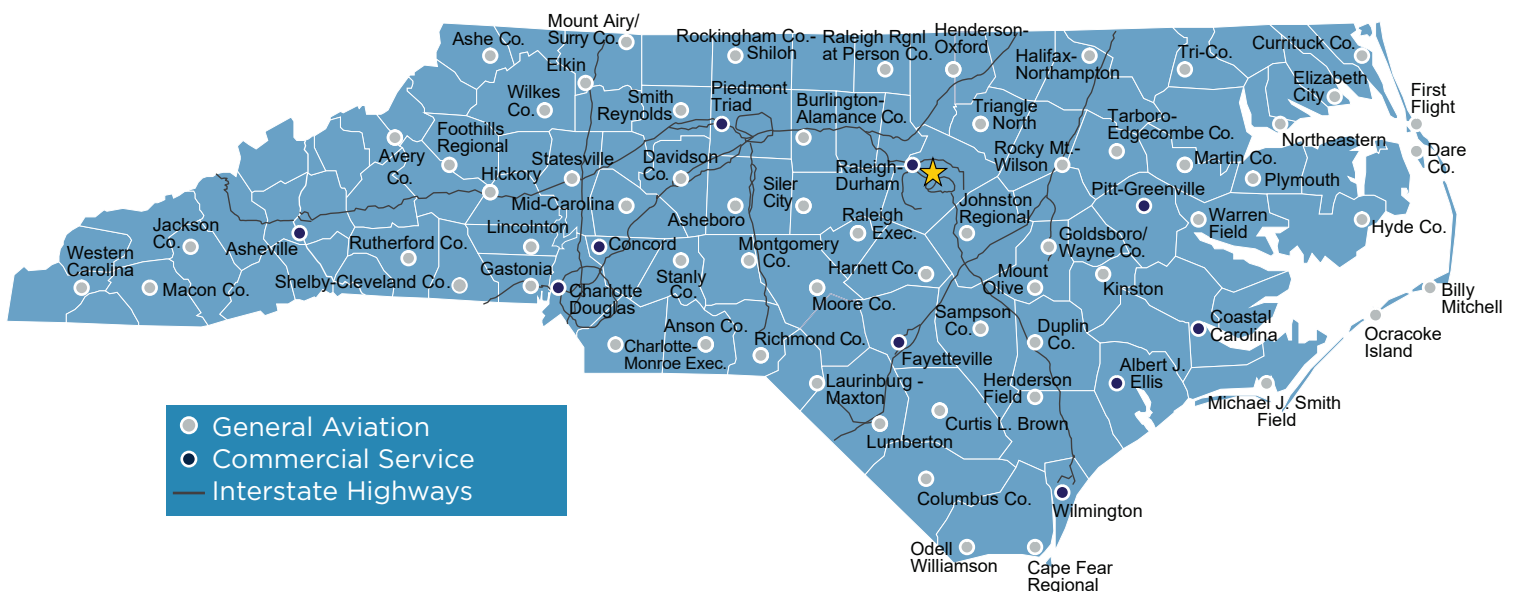 Mount Airy/
Surry Co.
Ashe Co.
Rockingham Co.-
Shiloh
Raleigh Rgnl
at Person Co.
Henderson-
Oxford
Halifax-
Northampton
Tri-Co.
Currituck Co.
Elkin
Elizabeth
City
First
Flight
Wilkes
Co.
Smith
Reynolds
Piedmont
Triad
Burlington-
Alamance Co.
Triangle
North
Tarboro-
Edgecombe Co.
Northeastern
Foothills
Regional
Avery
Co.
Statesville
Davidson
Co.
Raleigh-
Durham
Rocky Mt.-
Wilson
Martin Co.
Dare
Co.
Hickory
Siler
City
Pitt-Greenville
Plymouth
Mid-Carolina
Asheboro
Johnston
Regional
Jackson
Co.
Asheville
Rutherford Co.
Lincolnton
Concord
Montgomery
Co.
Raleigh
Exec.
Goldsboro/
Wayne Co.
Warren
Field
Hyde Co.
Western
Carolina
Macon Co.
Shelby-Cleveland Co.
Gastonia
Charlotte
Douglas
Stanly
Co.
Harnett Co.
Moore Co.
Mount
Olive
Kinston
Billy
Mitchell
Anson Co.
Charlotte-
Monroe Exec.
Richmond Co.
Sampson
Co.
Fayetteville
Duplin
Co.
Coastal
Carolina
Ocracoke
Island
Laurinburg -
Maxton
Henderson
Field
Albert J.
Ellis
Michael J. Smith
Field
Curtis L. Brown
Lumberton
General Aviation
Commercial Service
Interstate Highways
Columbus Co.
Wilmington
Odell
Williamson
Cape Fear
Regional